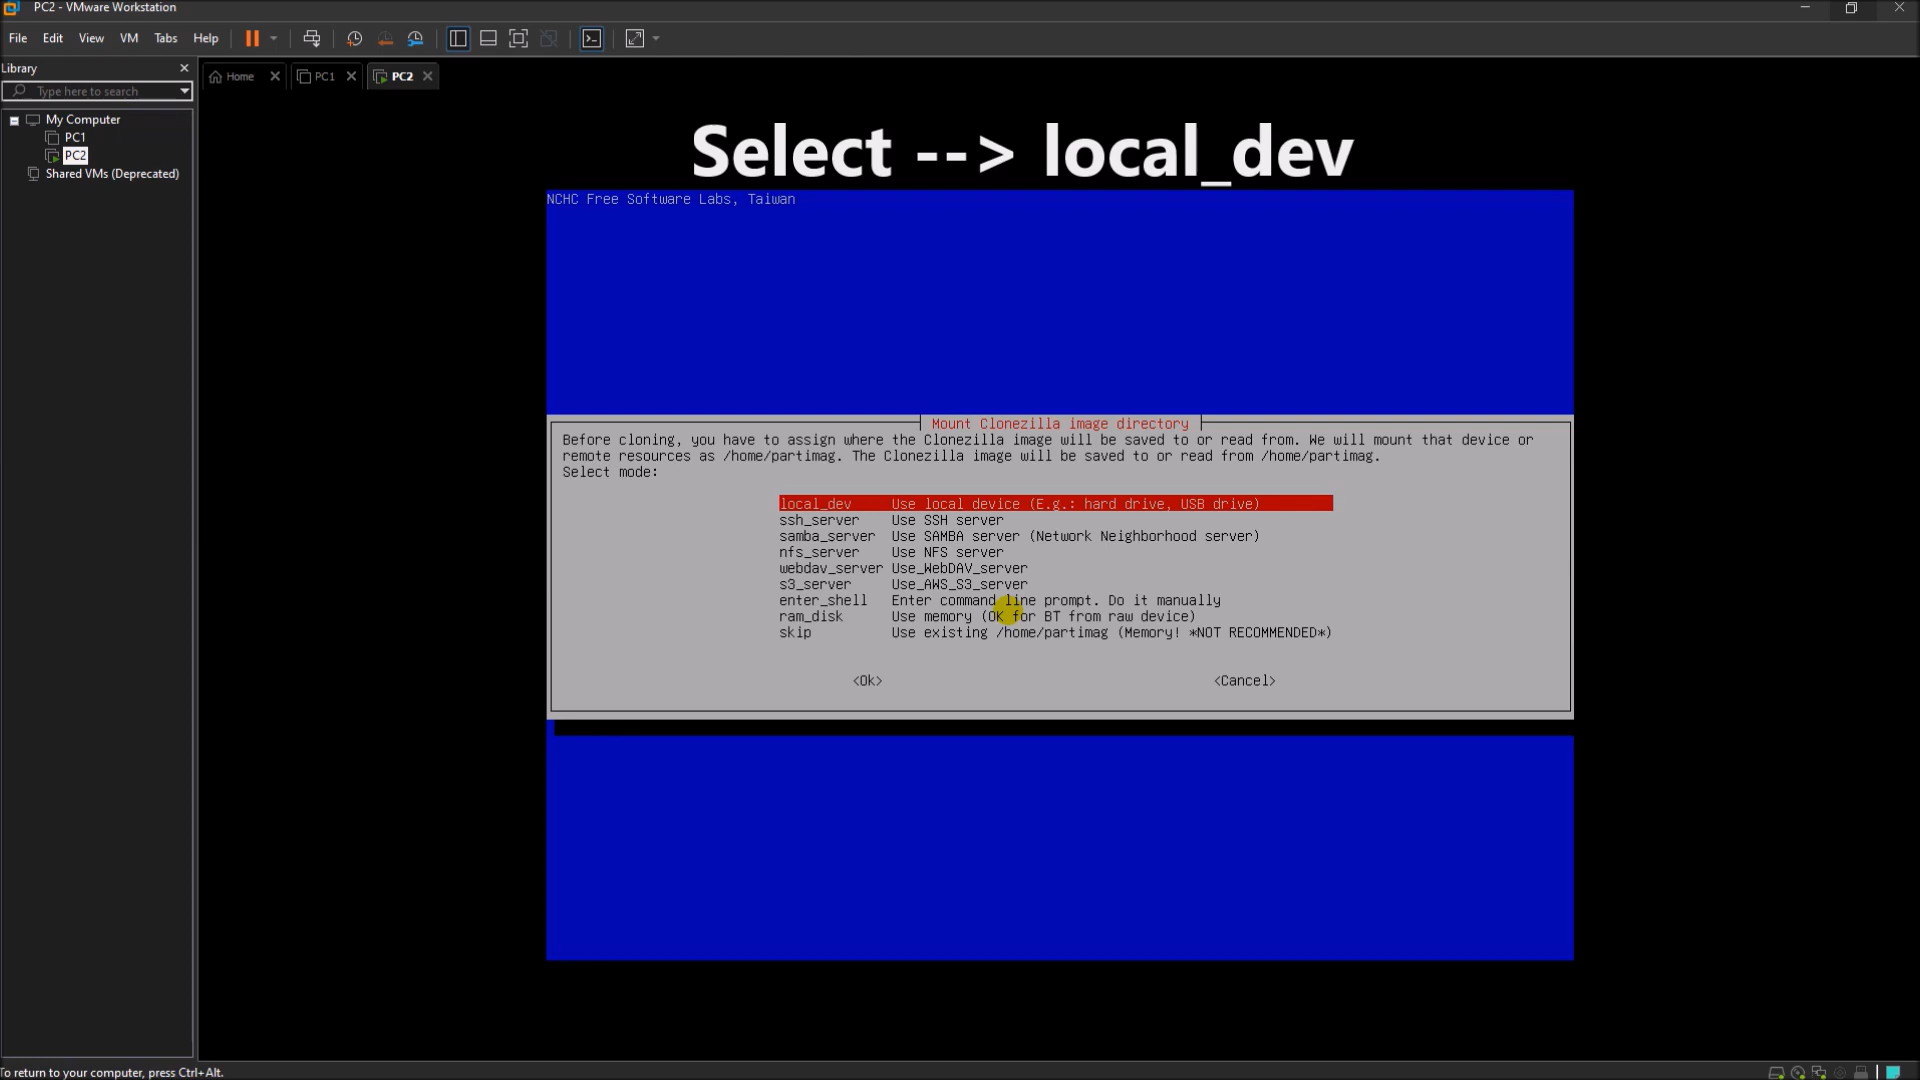 PC2 - VMware Workstation
File Edit View VM Tabs Help
Library
Type here to search
My Computer
PC1
PC2
Shared VMs (Deprecated)
Home PC1 PC2
Select --> local_dev
NCHC Free Software Labs, Taiwan
Mount Clonezilla image directory
Before cloning, you have to assign where the Clonezilla image will be saved to or read from. We will mount that device or
remote resources as /home/partimag. The Clonezilla image will be saved to or read from /home/partimag.
Select mode:
local_dev Use local device (E.g.: hard drive, USB drive)
ssh_server Use SSH server
samba_server Use SAMBA server (Network Neighborhood server)
nfs_server Use NFS server
webdav_server Use_WebDAV_server
s3_server Use_AWS_S3_server
enter_shell Enter command line prompt. Do it manually
ram_disk Use memory (OK for BT from raw device)
skip Use existing /home/partimag (Memory! *NOT RECOMMENDED*)
<Ok> <Cancel>
To return to your computer, press Ctrl+Alt.